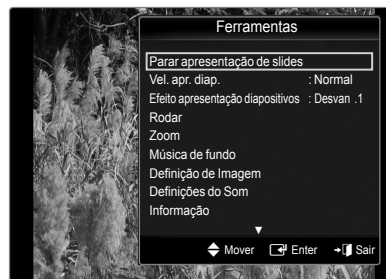 Ferramentas
Parar apresentação de slides
Vel. apr. diap. : Normal
Efeito apresentação diapositivos : Desvan .1
Rodar
Zoom
Música de fundo
Definição de Imagem
Definições do Som
Informação
Mover Enter Sair